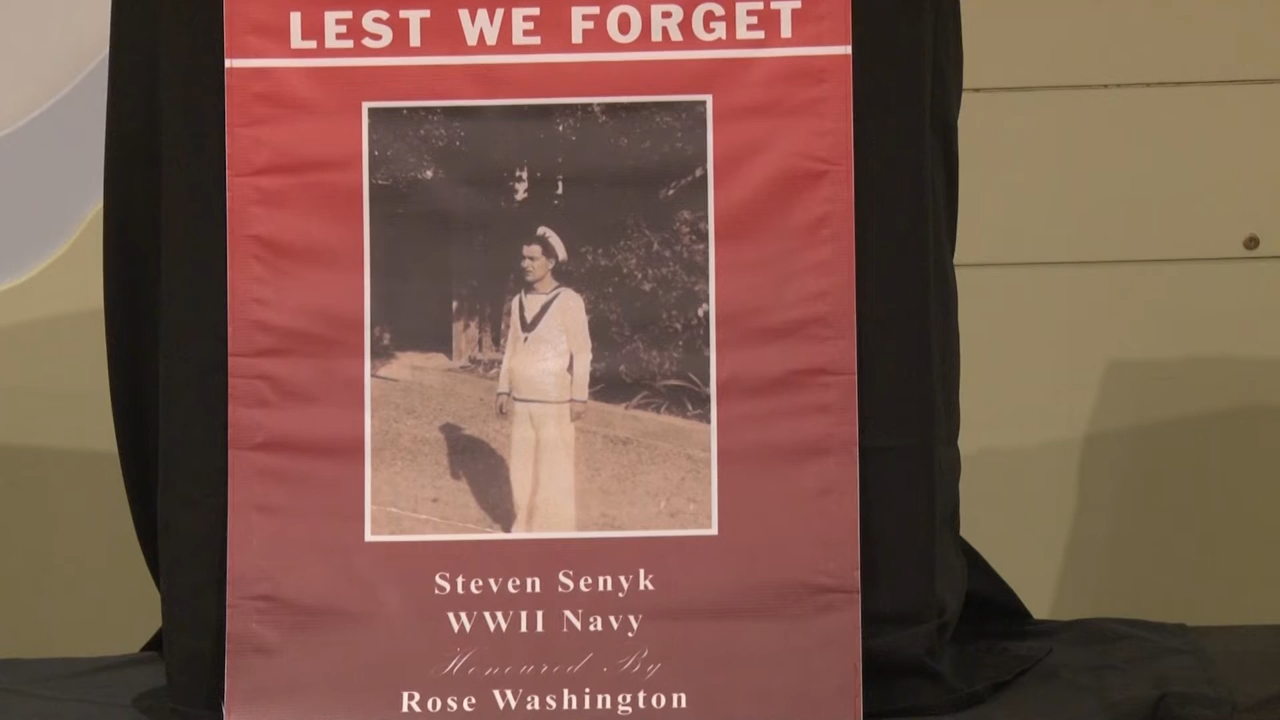 LEST WE FORGET
Steven Senyk
WWII Navy
Honoured By
Rose Washington